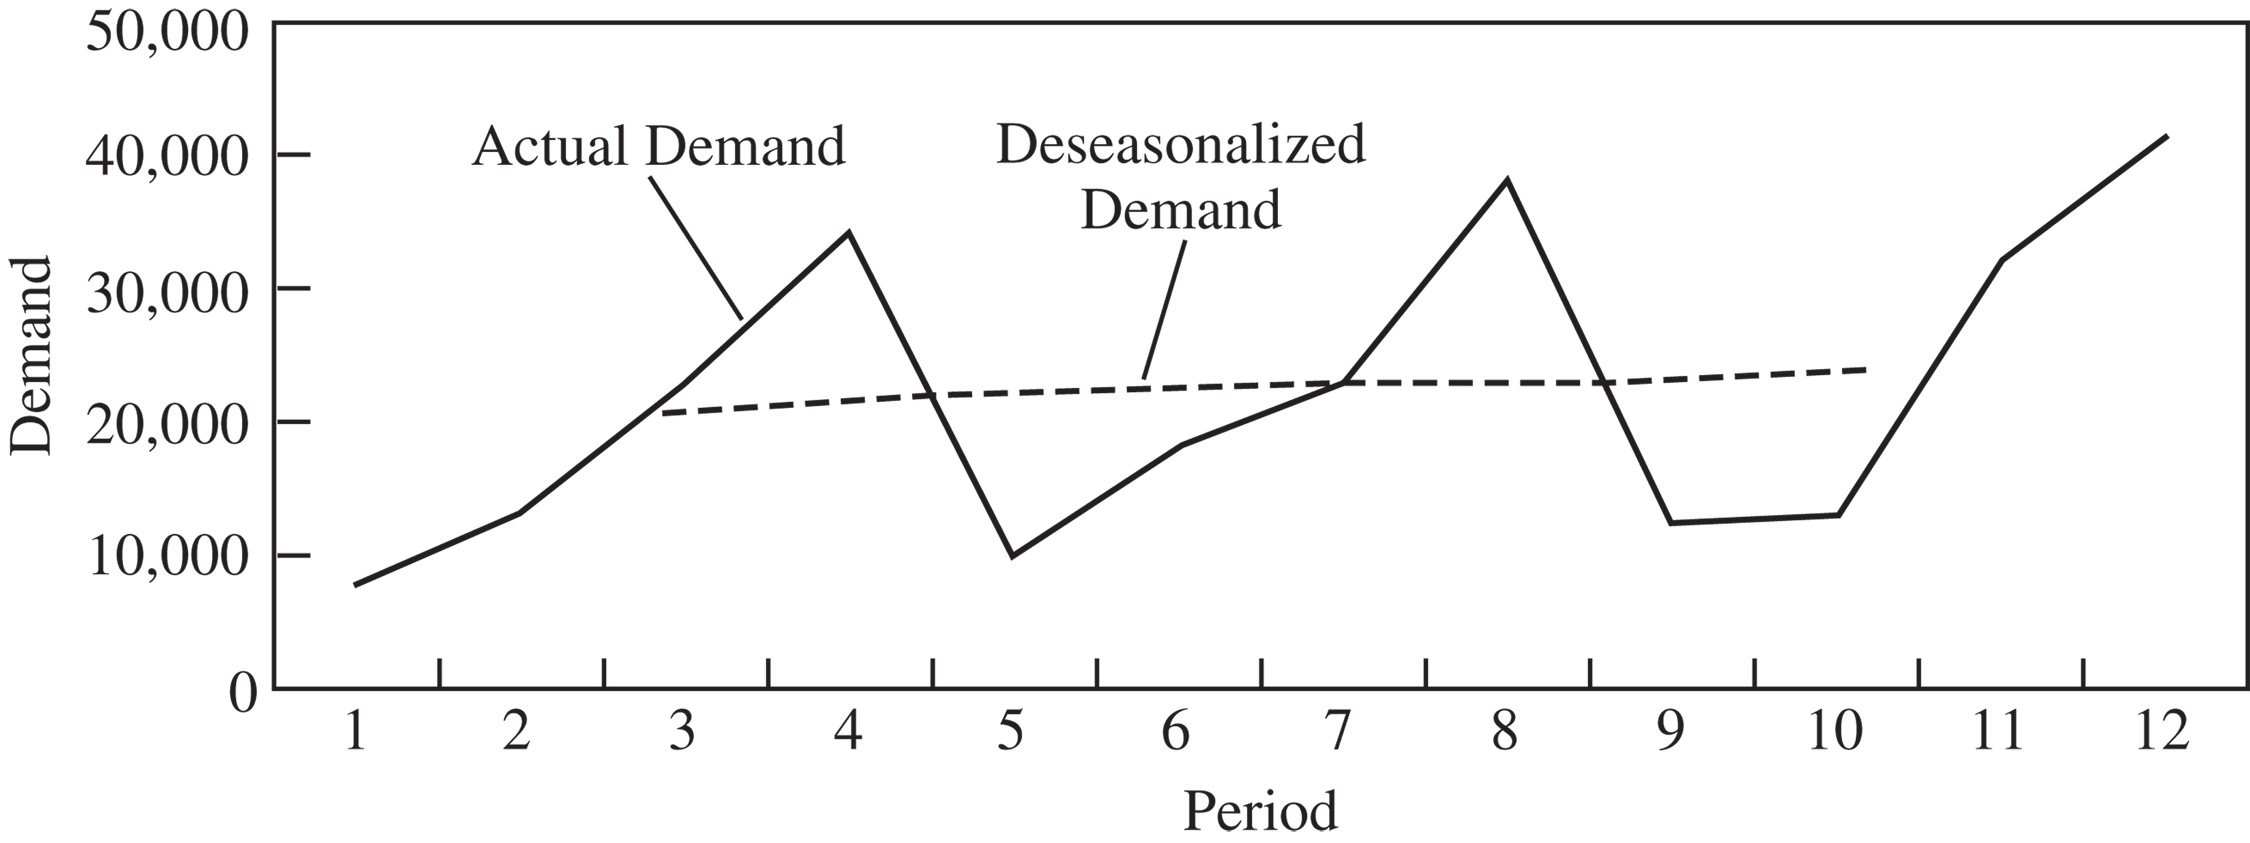 50,000
40,000
30,000
20,000
10,000
0
Demand
Actual Demand
Deseasonalized
Demand
1 2 3 4 5 6 7 8 9 10 11 12
Period